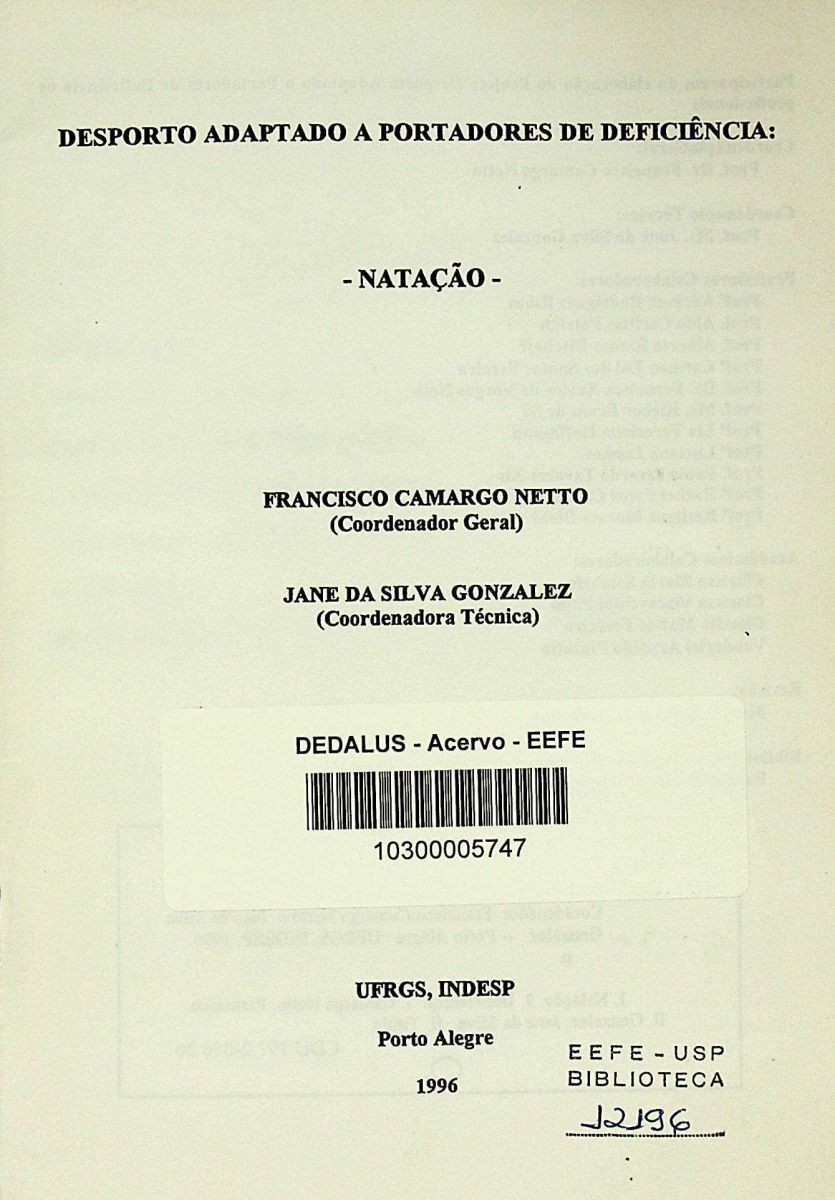 DESPORTO ADAPTADO A PORTADORES DE DEFICIÊNCIA:
- NATAÇÃO -
FRANCISCO CAMARGO NETTO
(Coordenador Geral)
JANE DA SILVA GONZALEZ
(Coordenadora Técnica)
DEDALUS - Acervo - EEFE
10300005747
UFRGS, INDESP
Porto Alegre
1996
EEFE - USP
BIBLIOTECA
12196